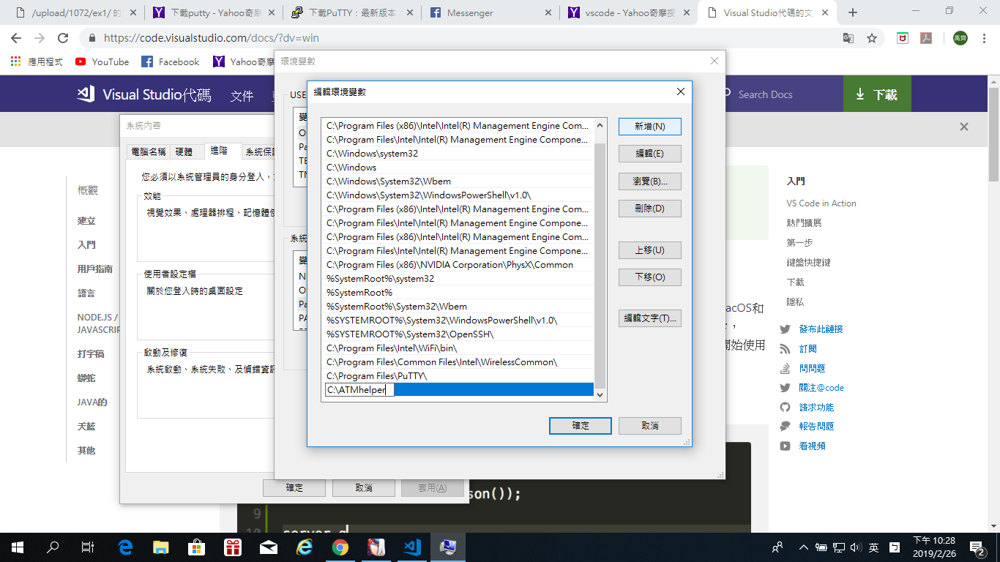 /upload/1072/ex1/ 的
下載putty - Yahoo奇摩
下載PuTTY：最新版本
Messenger
vscode - Yahoo奇摩搜
Visual Studio代碼的文
https://code.visualstudio.com/docs/?dv=win
應用程式
YouTube
Facebook
Yahoo奇摩
Visual Studio代碼
文件
Search Docs
下載
環境變數
編輯環境變數
系統內容
電腦名稱
硬體
進階
系統保
您必須以系統管理員的身分登入，
效能
視覺效果、處理器排程、記憶體
使用者設定檔
關於您登入時的桌面設定
啟動及修復
系統啟動、系統失敗、及偵錯資訊
確定
取消
套用(A)
USE
TE
系統
C:\Program Files (x86)\Intel\Intel(R) Management Engine Com...
C:\Program Files\Intel\Intel(R) Management Engine Compone...
C:\Windows\system32
C:\Windows
C:\Windows\System32\Wbem
C:\Windows\System32\WindowsPowerShell\v1.0\
C:\Program Files (x86)\Intel\Intel(R) Management Engine Com...
C:\Program Files\Intel\Intel(R) Management Engine Compone...
C:\Program Files (x86)\Intel\Intel(R) Management Engine Com...
C:\Program Files\Intel\Intel(R) Management Engine Compone...
C:\Program Files (x86)\NVIDIA Corporation\PhysX\Common
%SystemRoot%\system32
%SystemRoot%
%SystemRoot%\System32\Wbem
%SYSTEMROOT%\System32\WindowsPowerShell\v1.0\
%SYSTEMROOT%\System32\OpenSSH\
C:\Program Files\Intel\WiFi\bin\
C:\Program Files\Common Files\Intel\WirelessCommon\
C:\Program Files\PuTTY\
C:\ATMhelper
新增(N)
編輯(E)
瀏覽(B)...
刪除(D)
上移(U)
下移(O)
編輯文字(T)...
確定
取消
概觀
建立
入門
用戶指南
語言
NODEJS /
JAVASCRIP
打字稿
蟒蛇
JAVA的
天藍
其他
入門
VS Code in Action
熱門擴展
第一步
鍵盤快捷鍵
下載
隱私
發布此鏈接
訂閱
問問題
關注@code
請求功能
報告問題
看視頻
acOS和
開始使用
son());
9
10
server.g
英
下午 10:28
2019/2/26
2